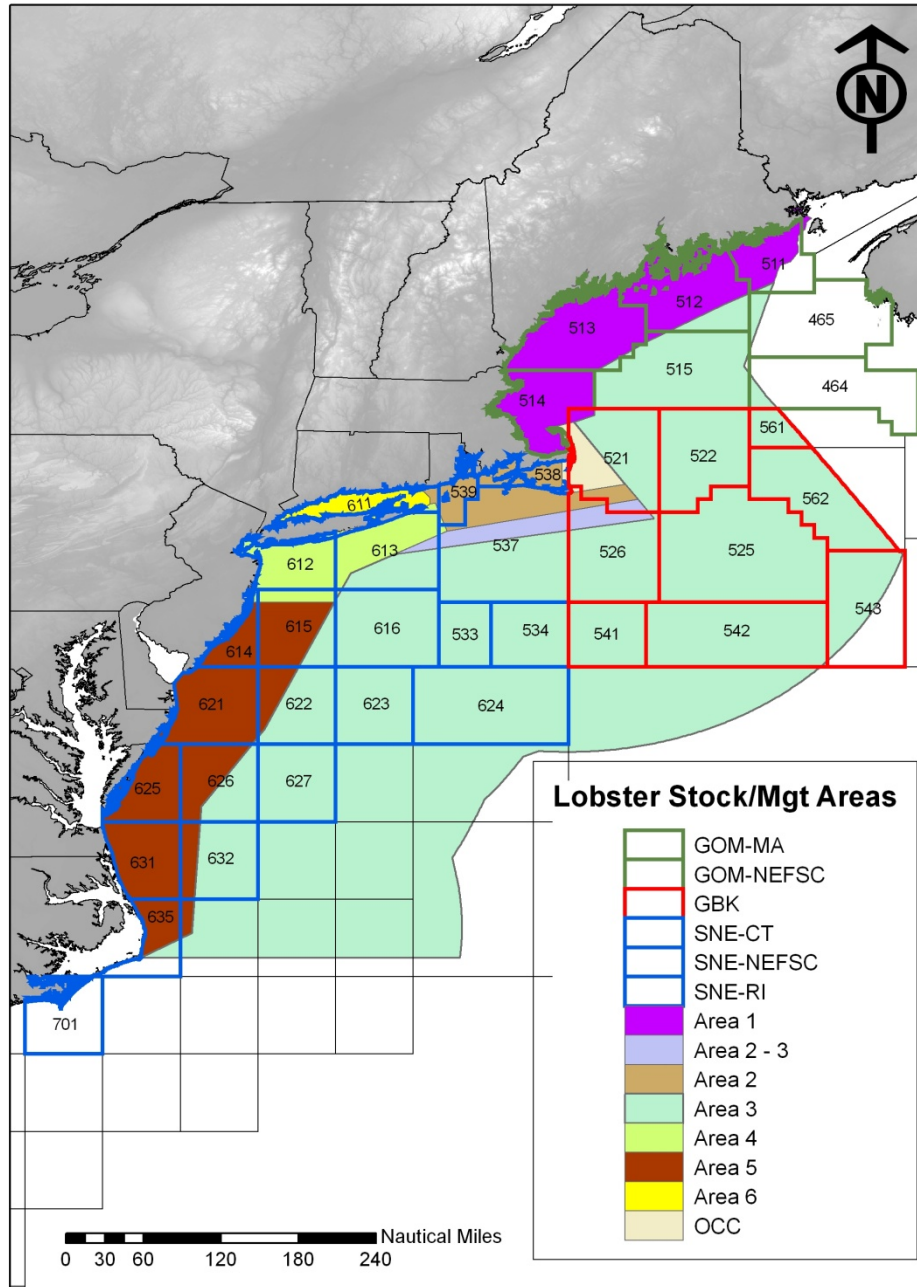 N
511
512
513
465
515
464
514
561
521
522
538
562
539
611
537
613
612
526
525
543
615
616
533
534
541
542
614
621
622
623
624
625
626
627
631
632
635
701
Lobster Stock/Mgt Areas
GOM-MA
GOM-NEFSC
GBK
SNE-CT
SNE-NEFSC
SNE-RI
Area 1
Area 2 - 3
Area 2
Area 3
Area 4
Area 5
Area 6
OCC
Nautical Miles
0 30 60 120 180 240